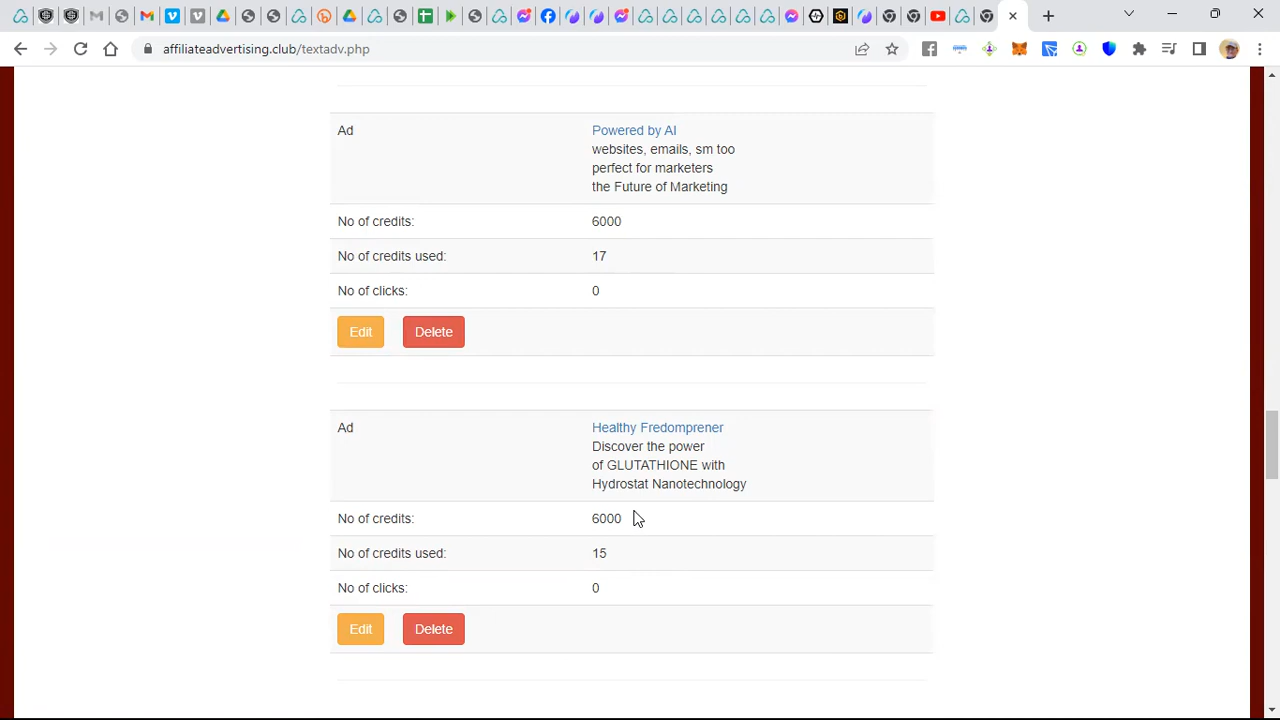 affiliateadvertising.club/textadv.php
Ad
Powered by AI
websites, emails, sm too
perfect for marketers
the Future of Marketing
No of credits:
6000
No of credits used:
17
No of clicks:
0
Edit
Delete
Ad
Healthy Fredomprener
Discover the power
of GLUTATHIONE with
Hydrostat Nanotechnology
No of credits:
6000
No of credits used:
15
No of clicks:
0
Edit
Delete